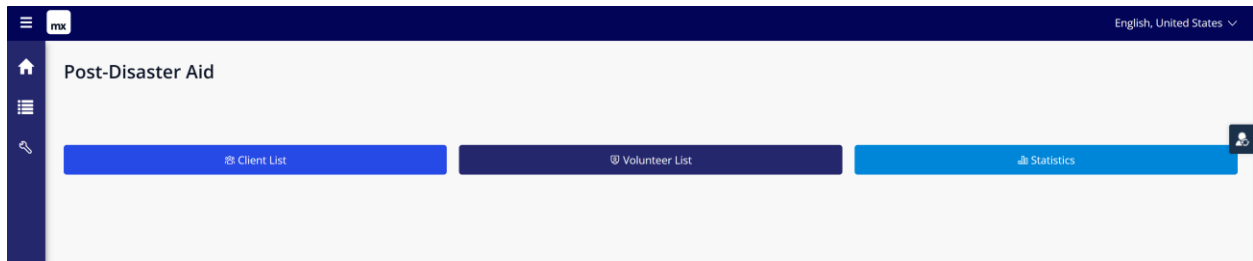 mx
English, United States
Post-Disaster Aid
Client List
Volunteer List
Statistics